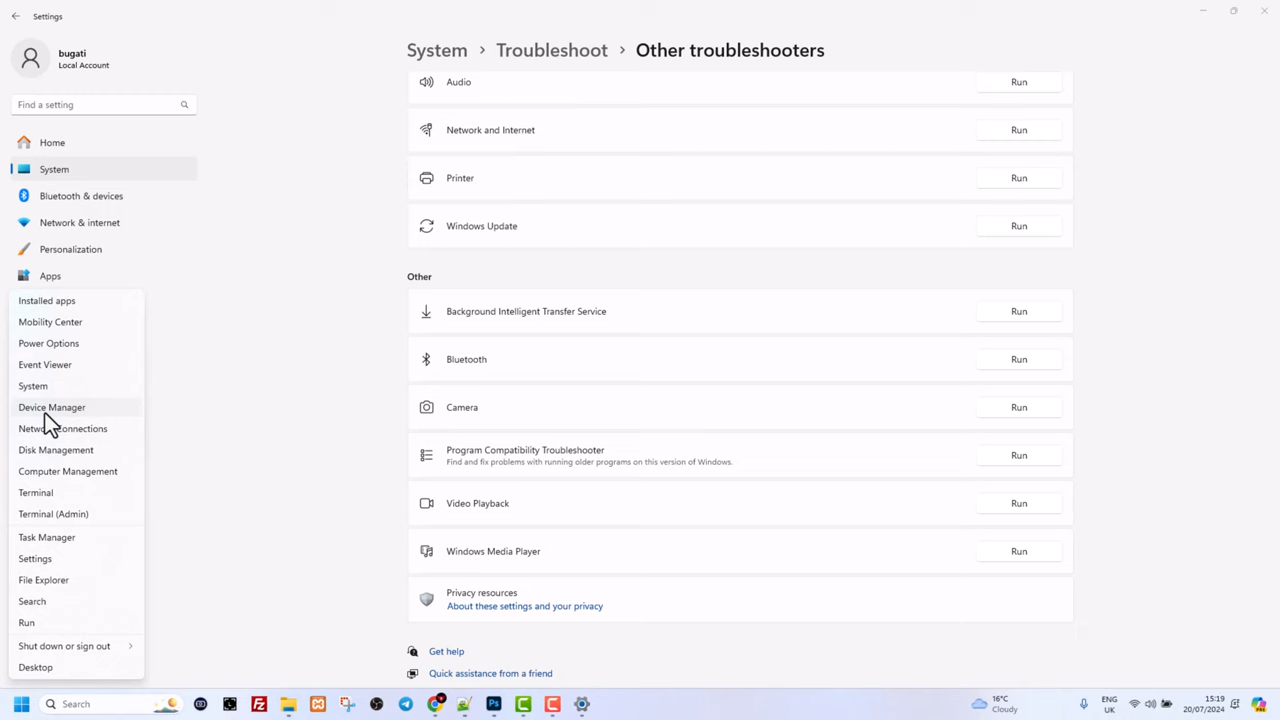 Settings
bugati
Local Account
Find a setting
Home
System
Bluetooth & devices
Network & internet
Personalization
Apps
Installed apps
Mobility Center
Power Options
Event Viewer
System
Device Manager
Network Connections
Disk Management
Computer Management
Terminal
Terminal (Admin)
Task Manager
Settings
File Explorer
Search
Run
Shut down or sign out
Desktop
System > Troubleshoot > Other troubleshooters
Audio Run
Network and Internet Run
Printer Run
Windows Update Run
Other
Background Intelligent Transfer Service Run
Bluetooth Run
Camera Run
Program Compatibility Troubleshooter
Find and fix problems with running older programs on this version of Windows.
Run
Video Playback Run
Windows Media Player Run
Privacy resources
About these settings and your privacy
Get help
Quick assistance from a friend
Search
16°C
Cloudy
ENG
UK
15:19
20/07/2024